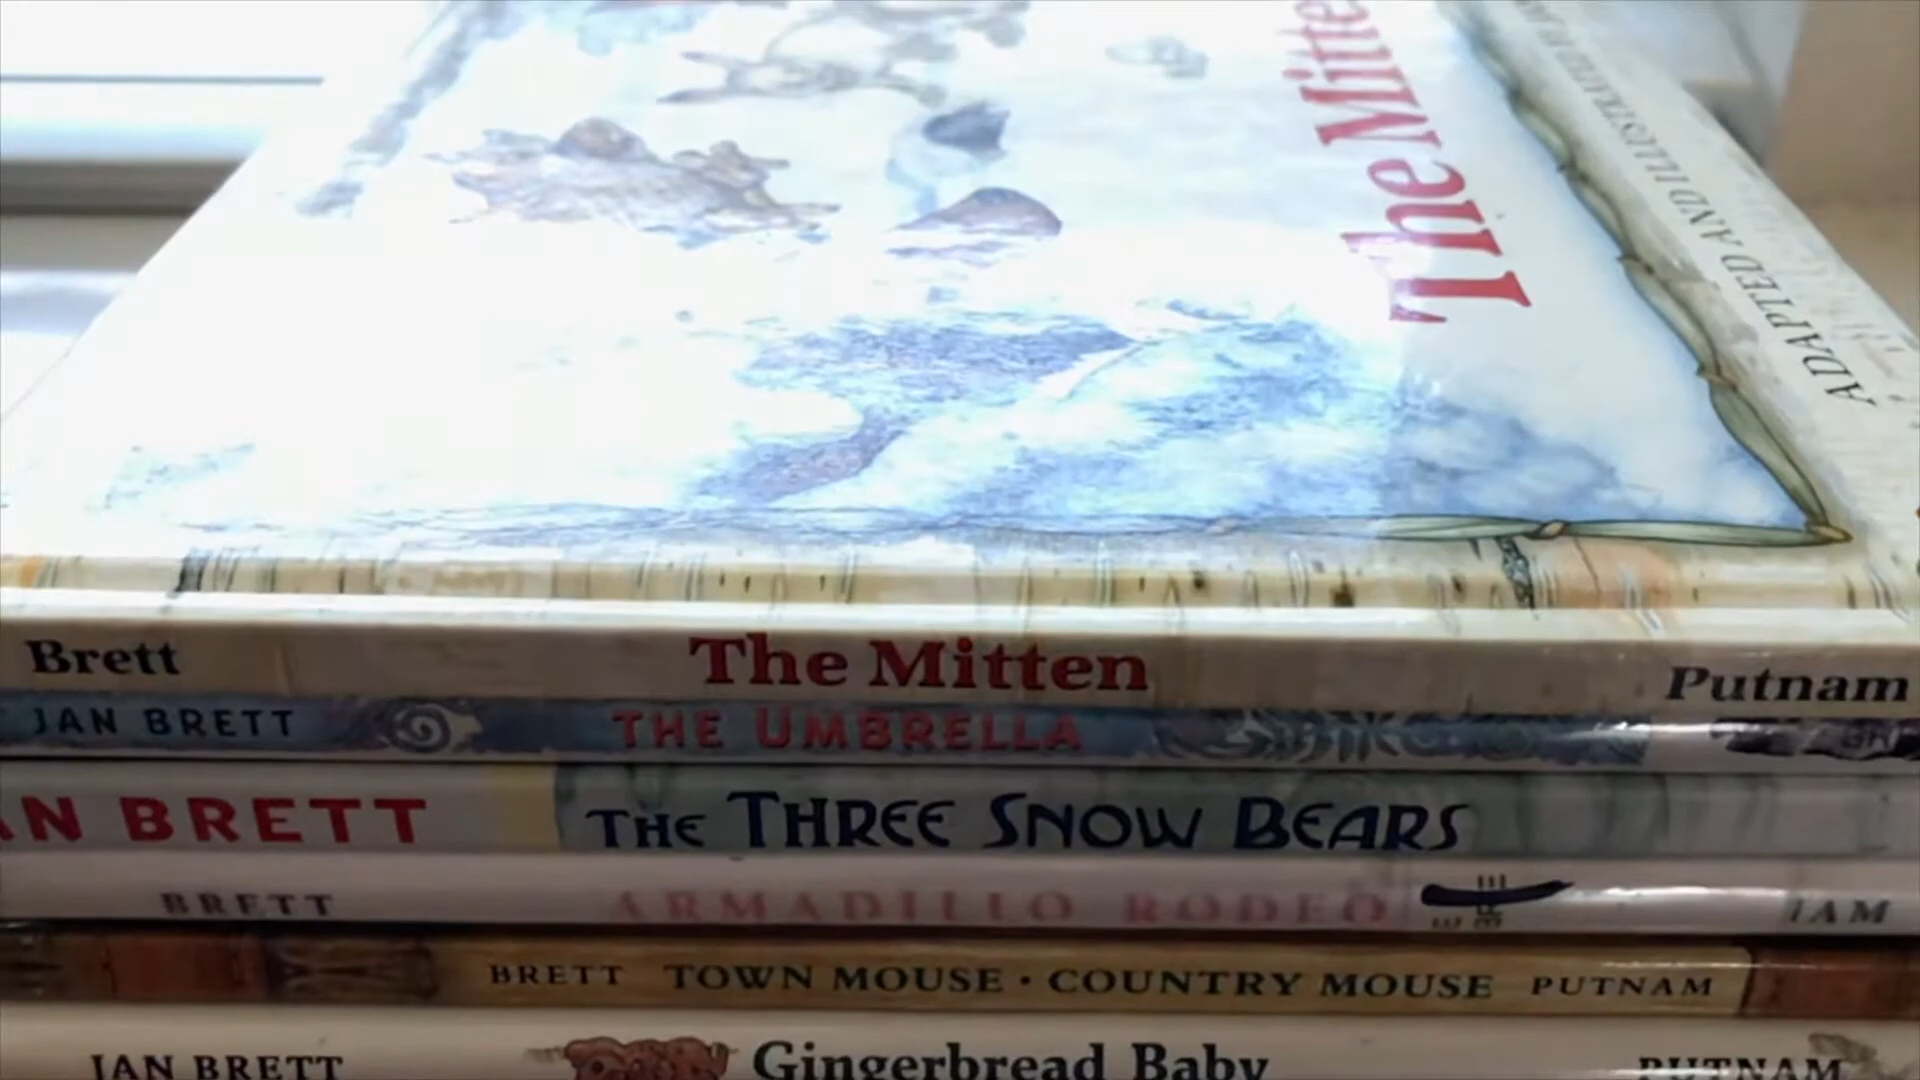 The Mitte
ADAPTED AND ILLUSTRATED
Brett The Mitten Putnam
JAN BRETT THE UMBRELLA
AN BRETT THE THREE SNOW BEARS
BRETT ARMADILLO RODEO
BRETT TOWN MOUSE · COUNTRY MOUSE PUTNAM
JAN BRETT Gingerbread Baby PUTNAM